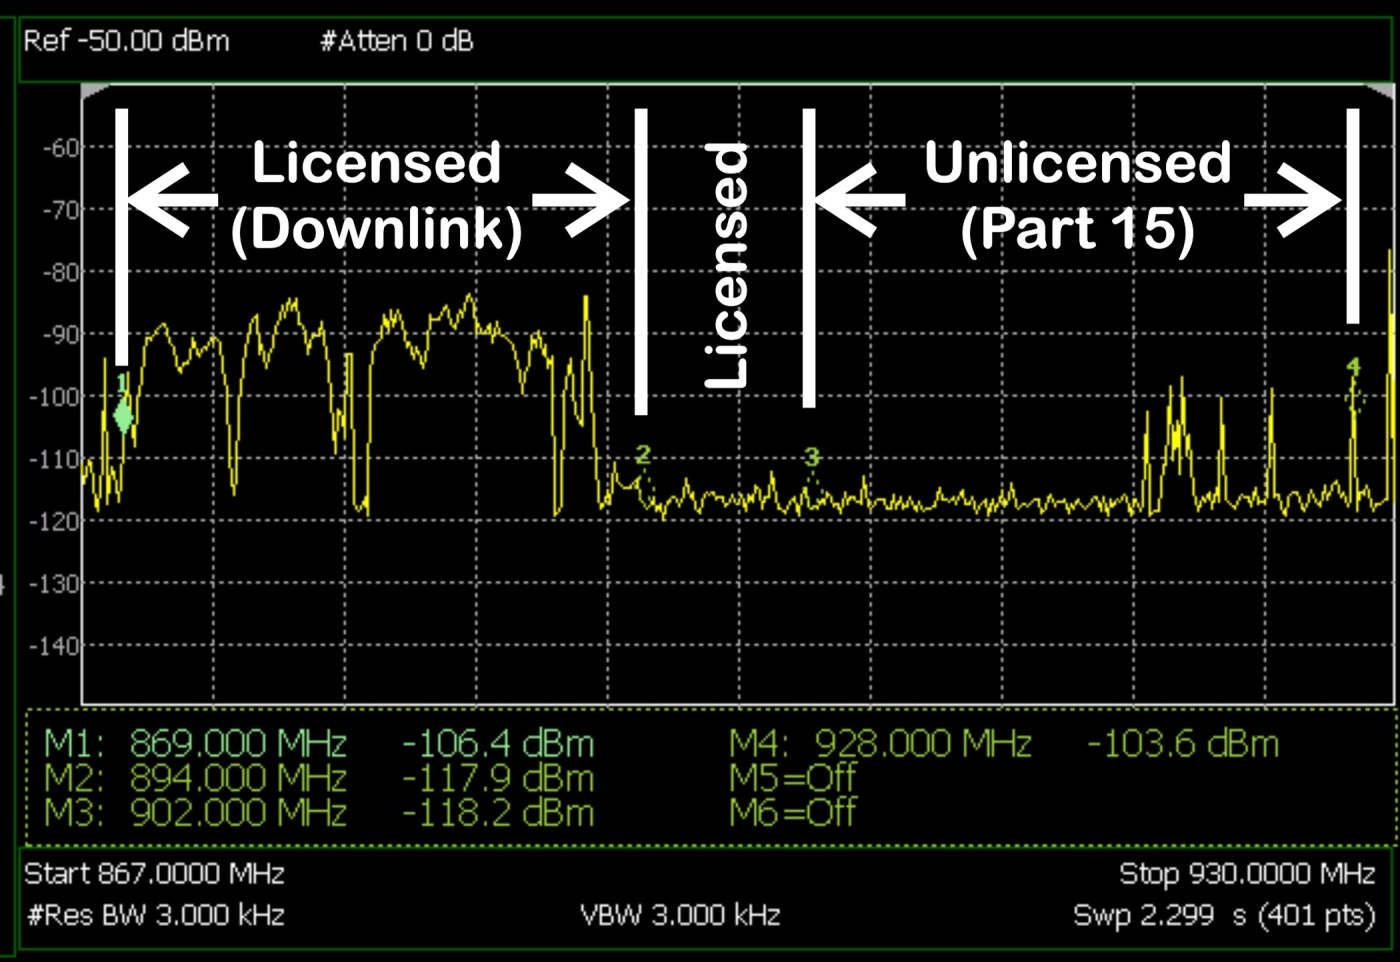 Ref -50.00 dBm #Atten 0 dB
Licensed
(Downlink)
Licensed
Unlicensed
(Part 15)
-60
-70
-80
-90
-100
-110
-120
-130
-140
1
2
3
4
M1: 869.000 MHz -106.4 dBm M4: 928.000 MHz -103.6 dBm
M2: 894.000 MHz -117.9 dBm M5=Off
M3: 902.000 MHz -118.2 dBm M6=Off
Start 867.0000 MHz Stop 930.0000 MHz
#Res BW 3.000 kHz VBW 3.000 kHz Swp 2.299 s (401 pts)